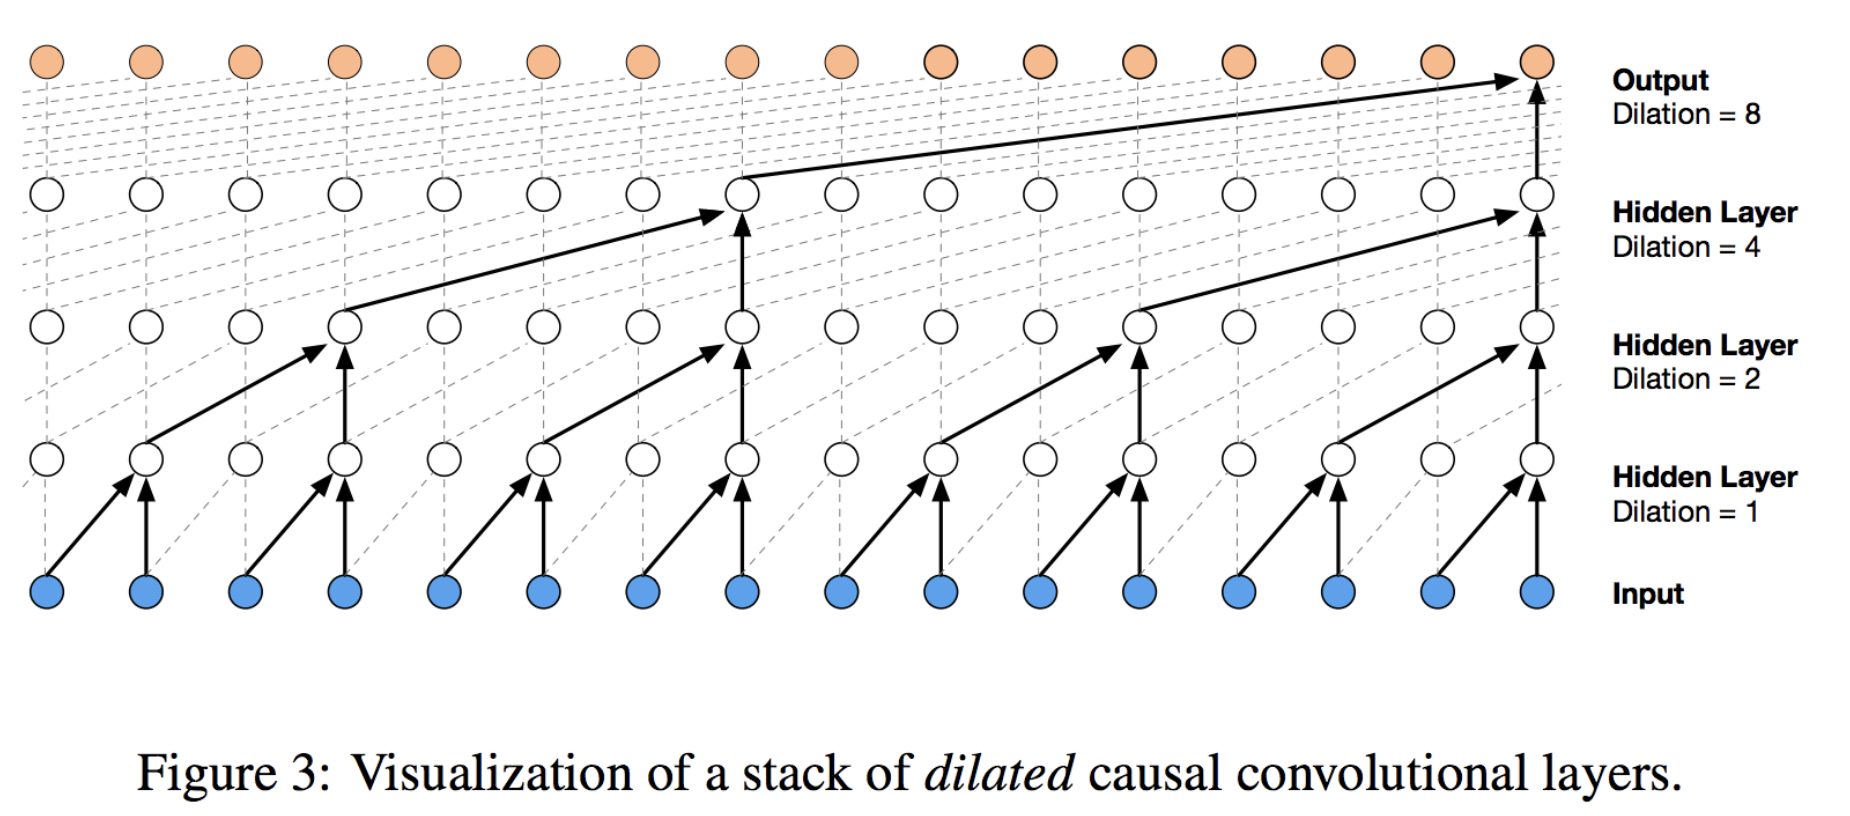 Output
Dilation = 8
Hidden Layer
Dilation = 4
Hidden Layer
Dilation = 2
Hidden Layer
Dilation = 1
Input
Figure 3: Visualization of a stack of dilated causal convolutional layers.